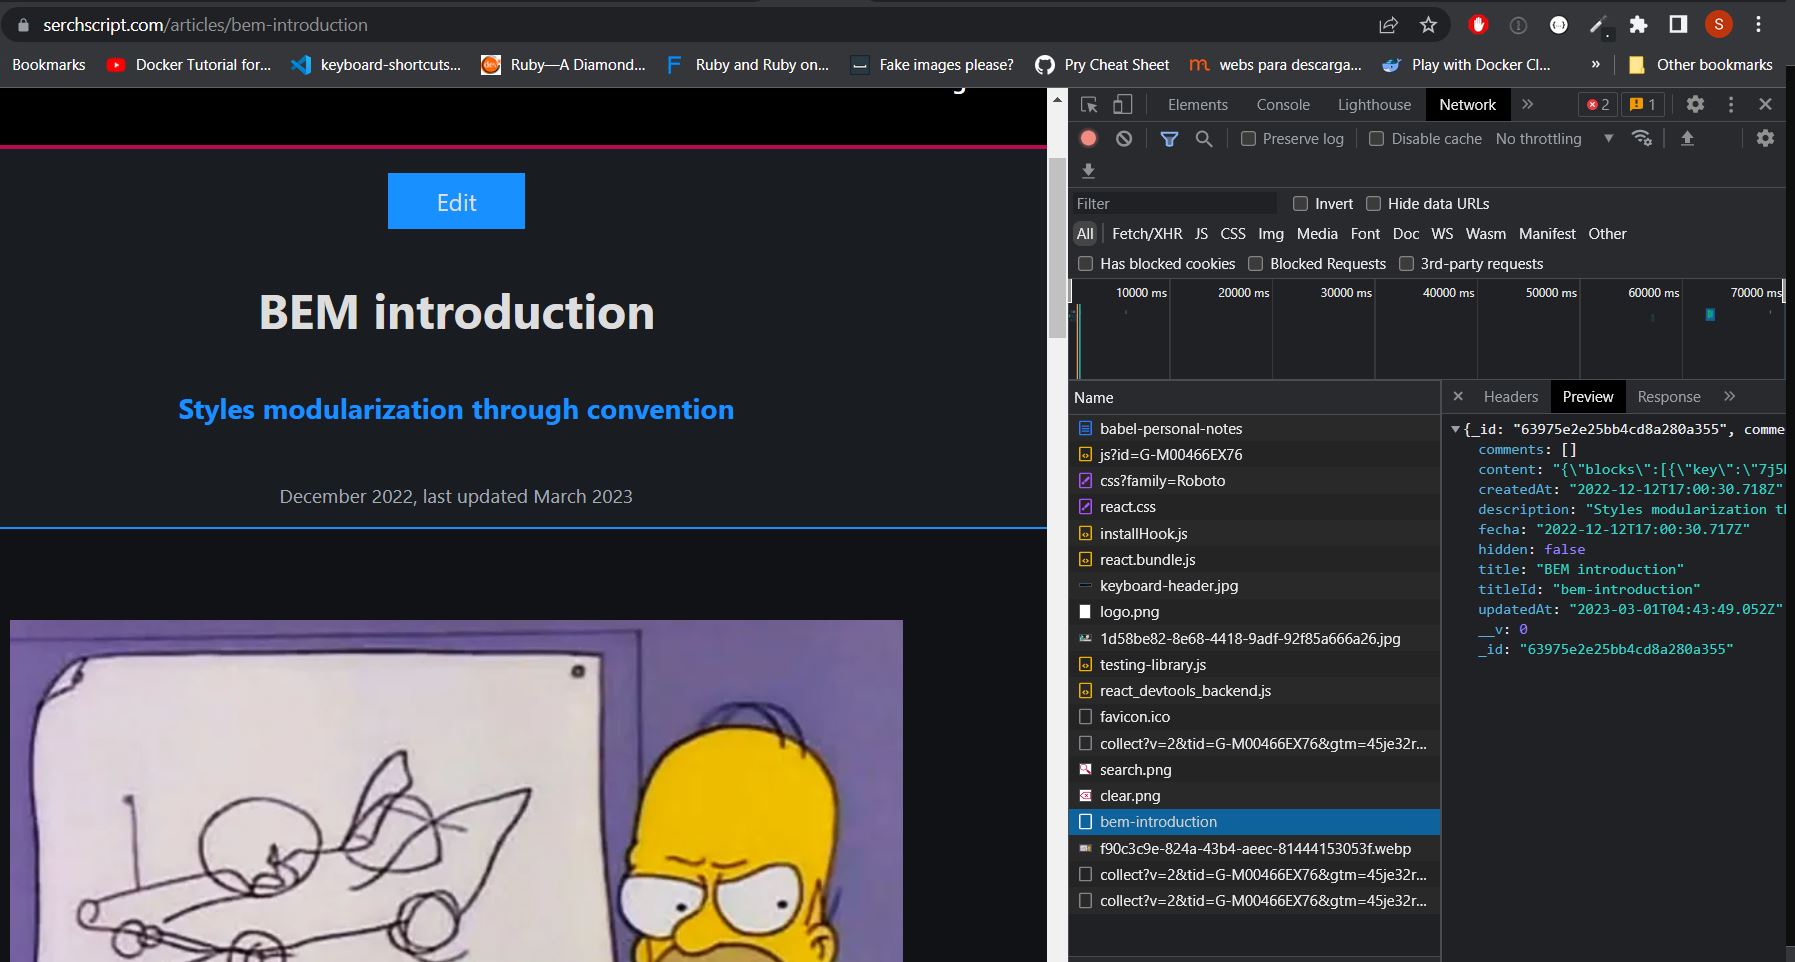 serchscript.com/articles/bem-introduction
S
Bookmarks Docker Tutorial for... keyboard-shortcuts... Ruby—A Diamond... Ruby and Ruby on... Fake images please? Pry Cheat Sheet webs para descarga... Play with Docker Cl... » Other bookmarks
Edit
BEM introduction
Styles modularization through convention
December 2022, last updated March 2023
Elements Console Lighthouse Network » 2 1
Preserve log Disable cache No throttling
Filter Invert Hide data URLs
All Fetch/XHR JS CSS Img Media Font Doc WS Wasm Manifest Other
Has blocked cookies Blocked Requests 3rd-party requests
10000 ms 20000 ms 30000 ms 40000 ms 50000 ms 60000 ms 70000 ms
Name
babel-personal-notes
js?id=G-M00466EX76
css?family=Roboto
react.css
installHook.js
react.bundle.js
keyboard-header.jpg
logo.png
1d58be82-8e68-4418-9adf-92f85a666a26.jpg
testing-library.js
react_devtools_backend.js
favicon.ico
collect?v=2&tid=G-M00466EX76&gtm=45je32r...
search.png
clear.png
bem-introduction
f90c3c9e-824a-43b4-aeec-81444153053f.webp
collect?v=2&tid=G-M00466EX76&gtm=45je32r...
collect?v=2&tid=G-M00466EX76&gtm=45je32r...
Headers Preview Response »
{_id: "63975e2e25bb4cd8a280a355", comme
comments: []
content: "{\"blocks\":[{\"key\":\"7j5
createdAt: "2022-12-12T17:00:30.718Z"
description: "Styles modularization t
fecha: "2022-12-12T17:00:30.717Z"
hidden: false
title: "BEM introduction"
titleId: "bem-introduction"
updatedAt: "2023-03-01T04:43:49.052Z"
__v: 0
_id: "63975e2e25bb4cd8a280a355"